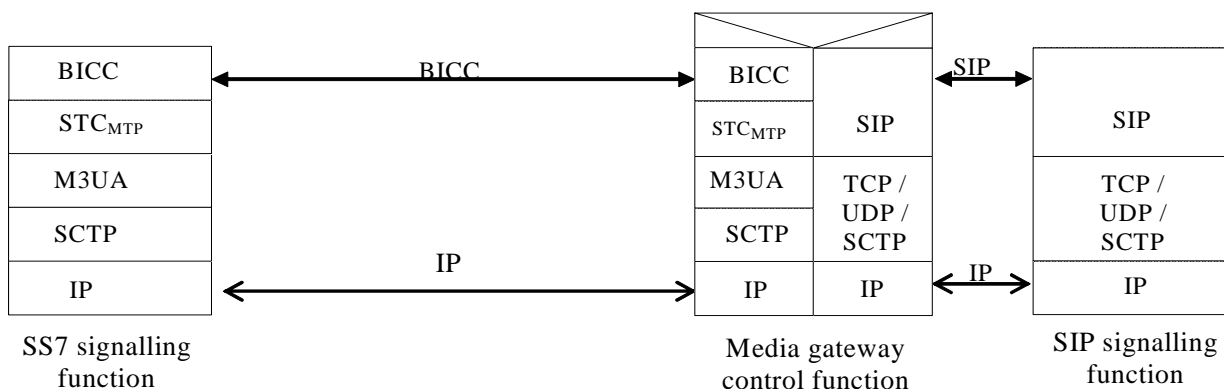 BICC
STCMTP
M3UA
SCTP
IP
SS7 signalling
function
BICC
IP
BICC
STCMTP
M3UA
SCTP
IP
SIP
TCP /
UDP /
SCTP
IP
Media gateway
control function
SIP
IP
SIP
TCP /
UDP /
SCTP
IP
SIP signalling
function